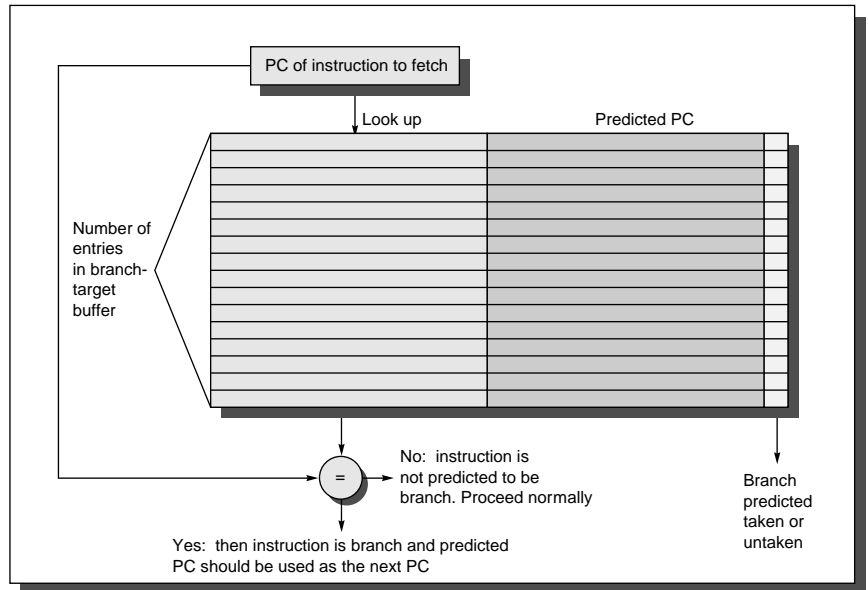 PC of instruction to fetch
Look up
Predicted PC
Number of
entries
in branch-
target
buffer
=
No: instruction is
not predicted to be
branch. Proceed normally
Yes: then instruction is branch and predicted
PC should be used as the next PC
Branch
predicted
taken or
untaken